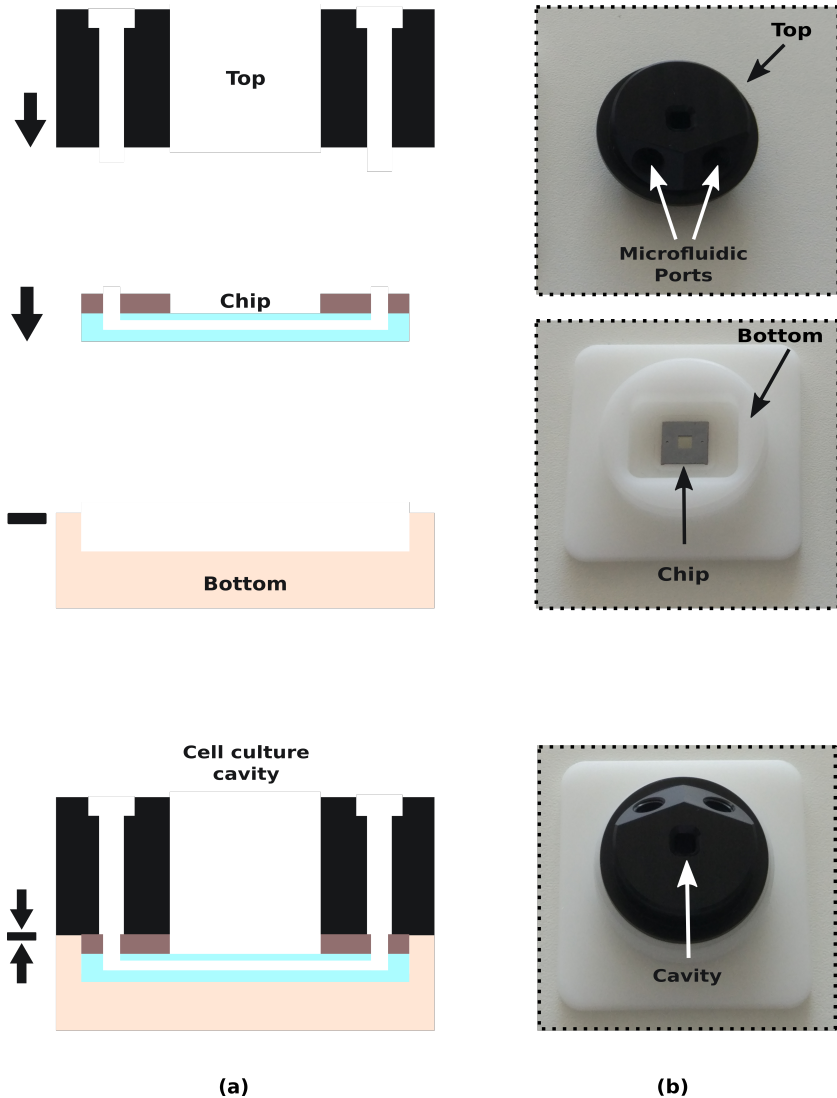 Top
Chip
Bottom
Cell culture
cavity
(a)
Top
Microfluidic
Ports
Bottom
Chip
Cavity
(b)